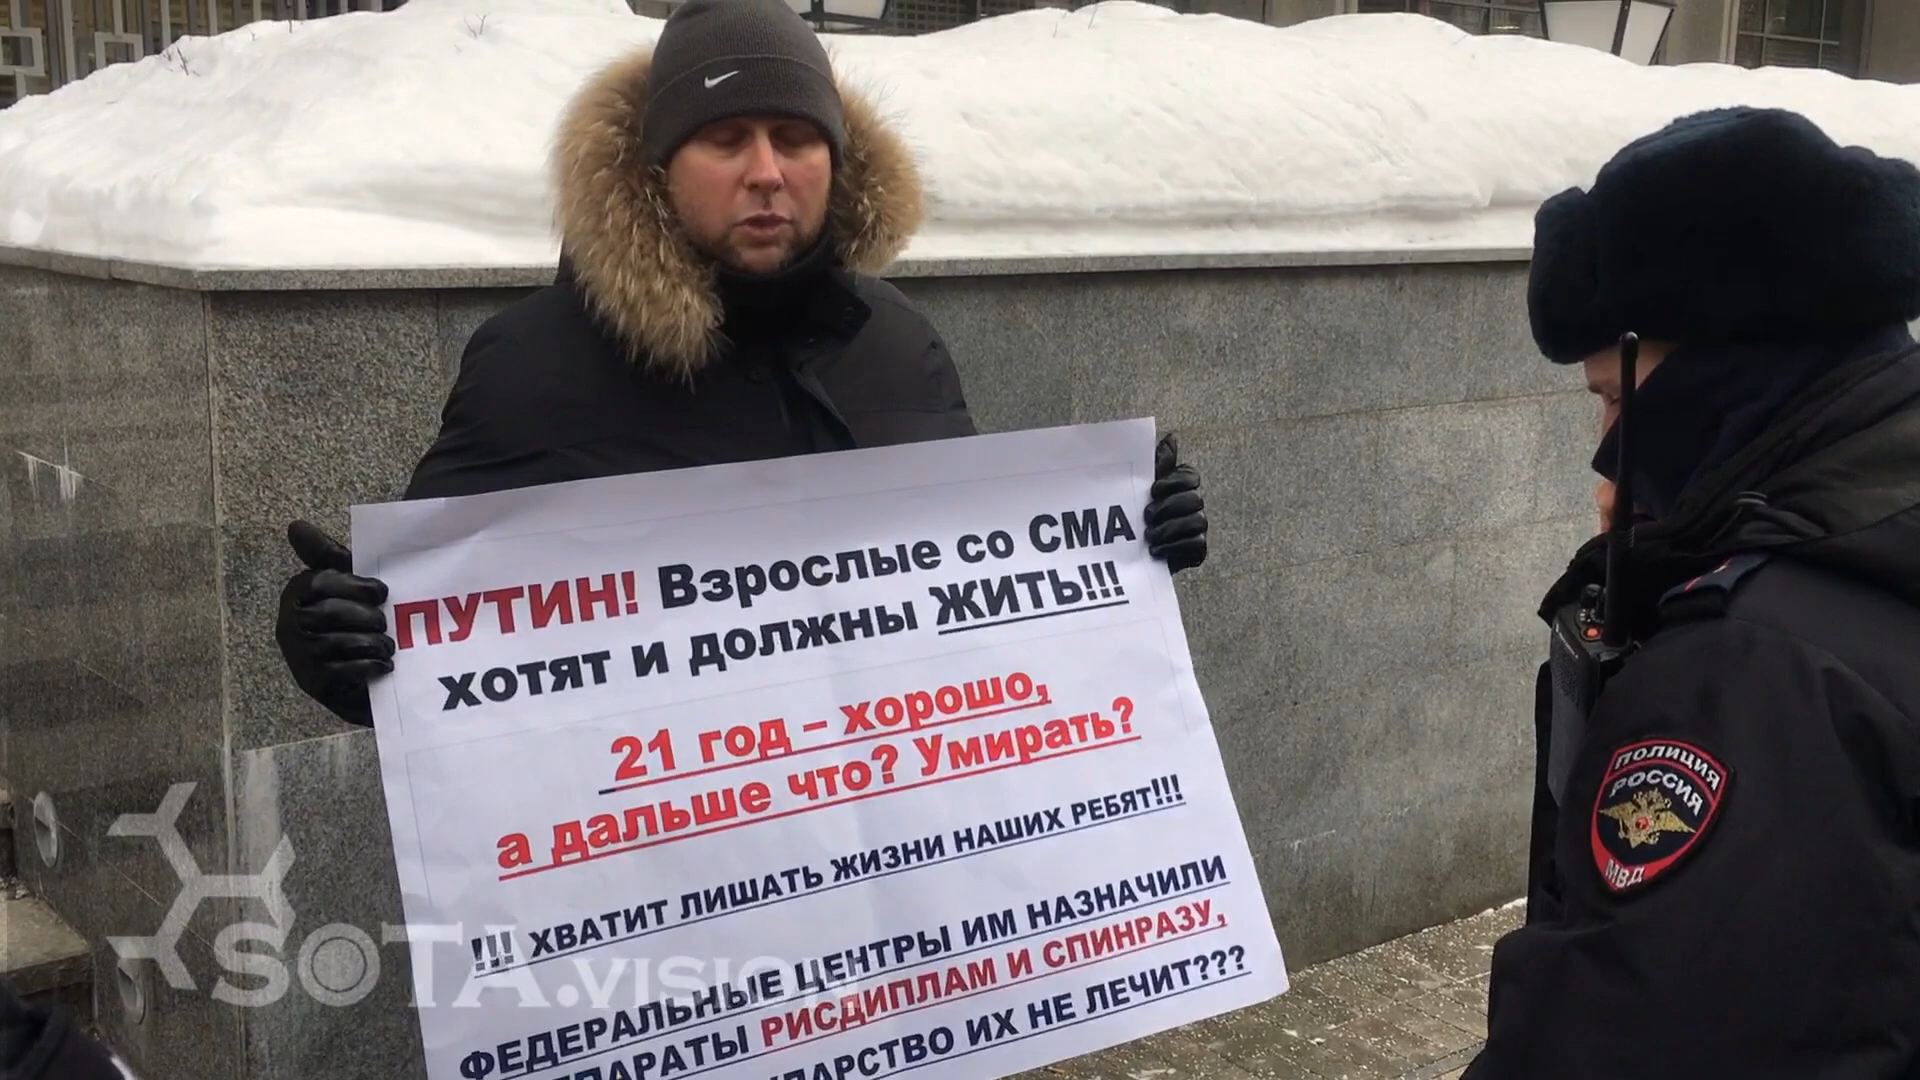 ПУТИН! Взрослые со СМА
хотят и должны ЖИТЬ!!!
21 год – хорошо,
а дальше что? Умирать?
!!! ХВАТИТ ЛИШАТЬ ЖИЗНИ НАШИХ РЕБЯТ!!!
ФЕДЕРАЛЬНЫЕ ЦЕНТРЫ ИМ НАЗНАЧИЛИ
РИСДИПЛАМ И СПИНРАЗУ,
ИХ НЕ ЛЕЧИТ???
ПОЛИЦИЯ
РОССИЯ
МВД
SOTA.vision